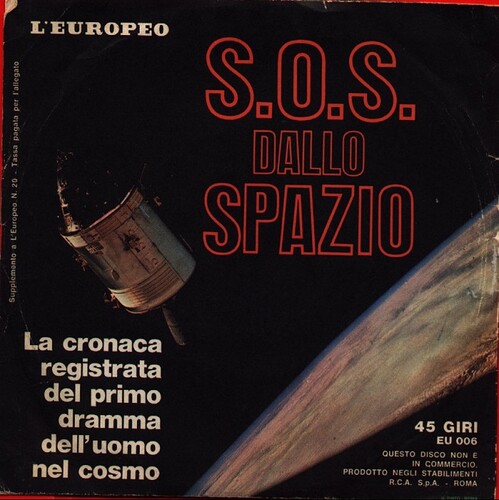 L'EUROPEO
S.O.S.
DALLO
SPAZIO
Supplemento a L'Europeo N. 20 - Tassa pagata per l'allegato
La cronaca
registrata
del primo
dramma
dell'uomo
nel cosmo
45 GIRI
EU 006
QUESTO DISCO NON E
IN COMMERCIO.
PRODOTTO NEGLI STABILIMENTI
R.C.A. S.p.A. - ROMA